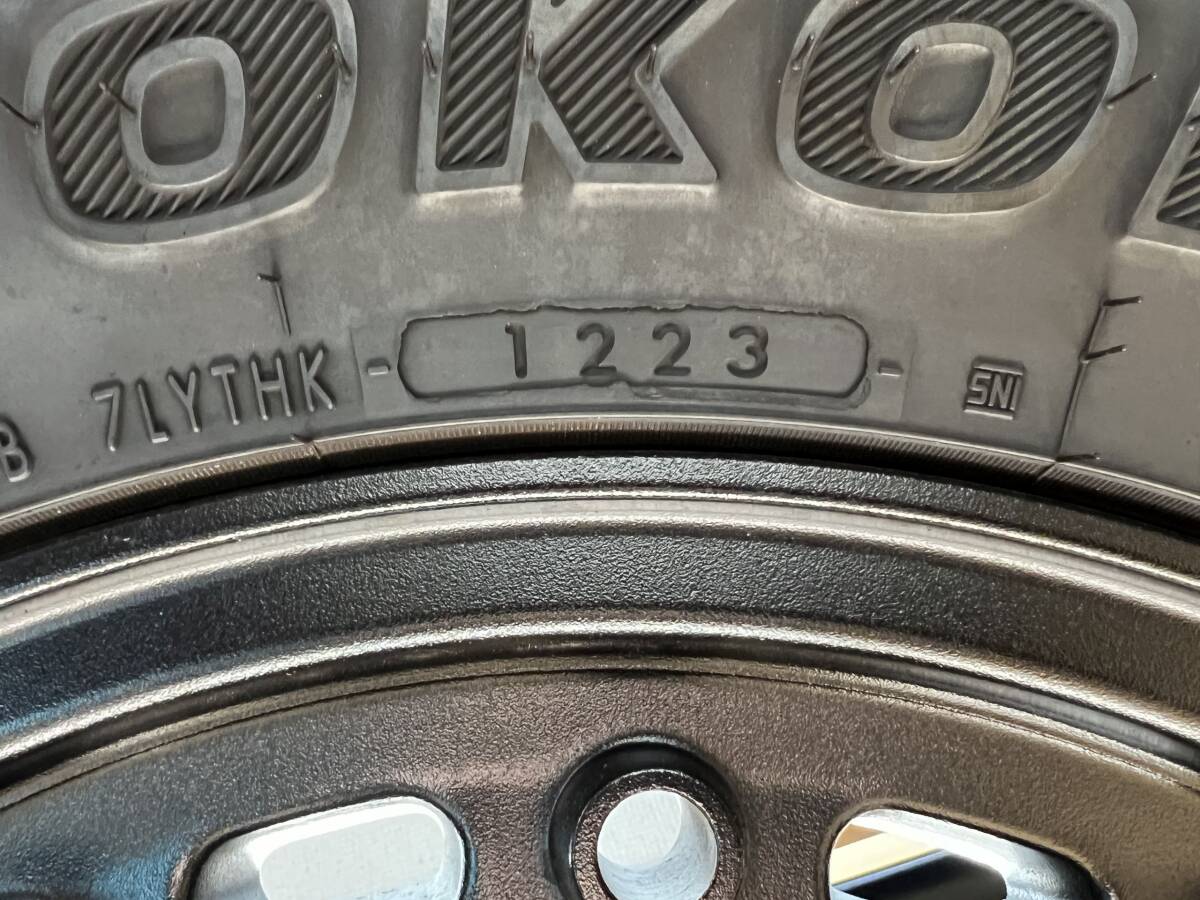 OKO
B 7LYTHK - 1223 - SNI